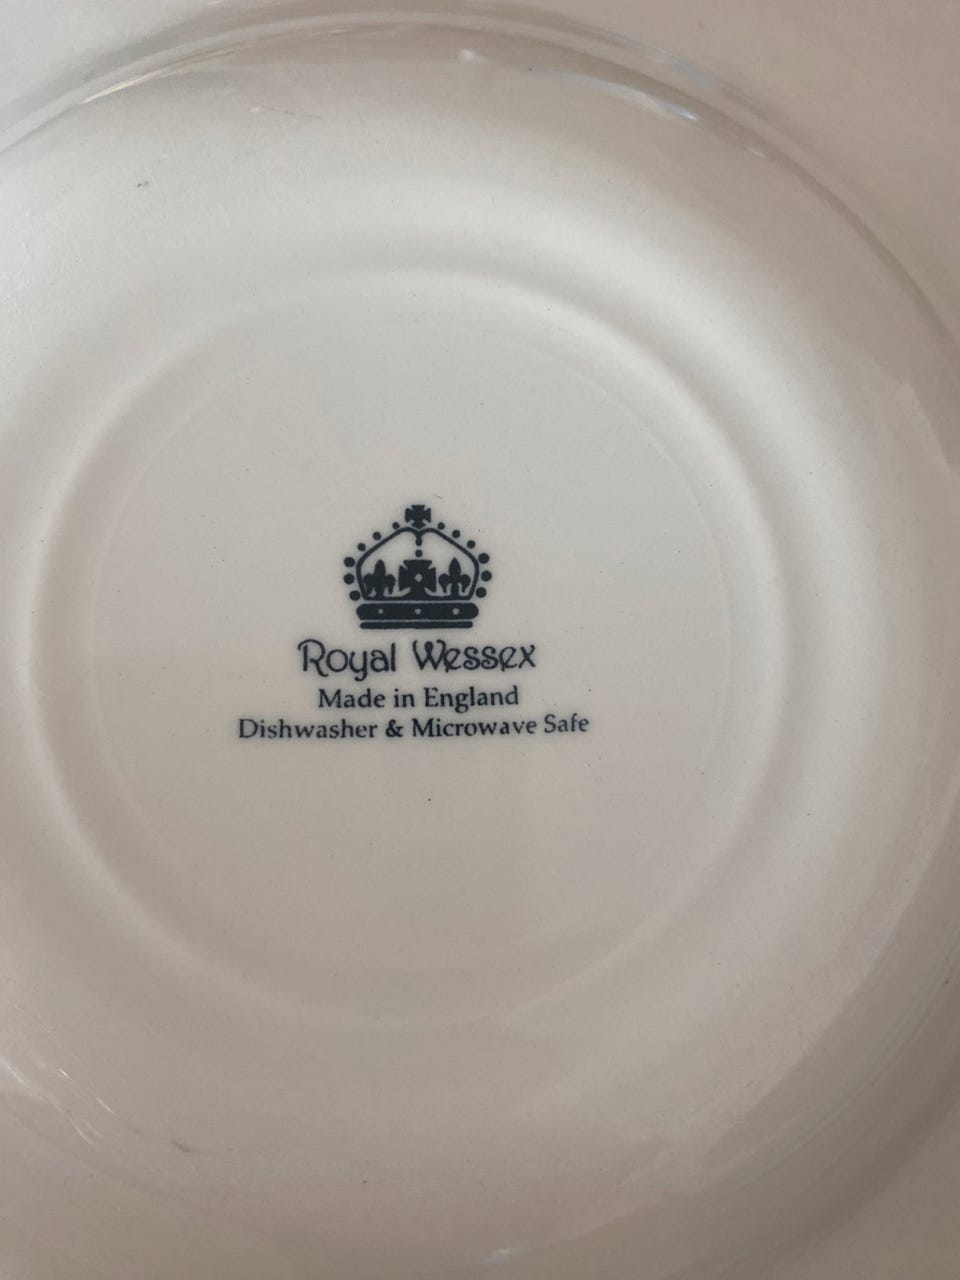 Royal Wessex
Made in England
Dishwasher & Microwave Safe